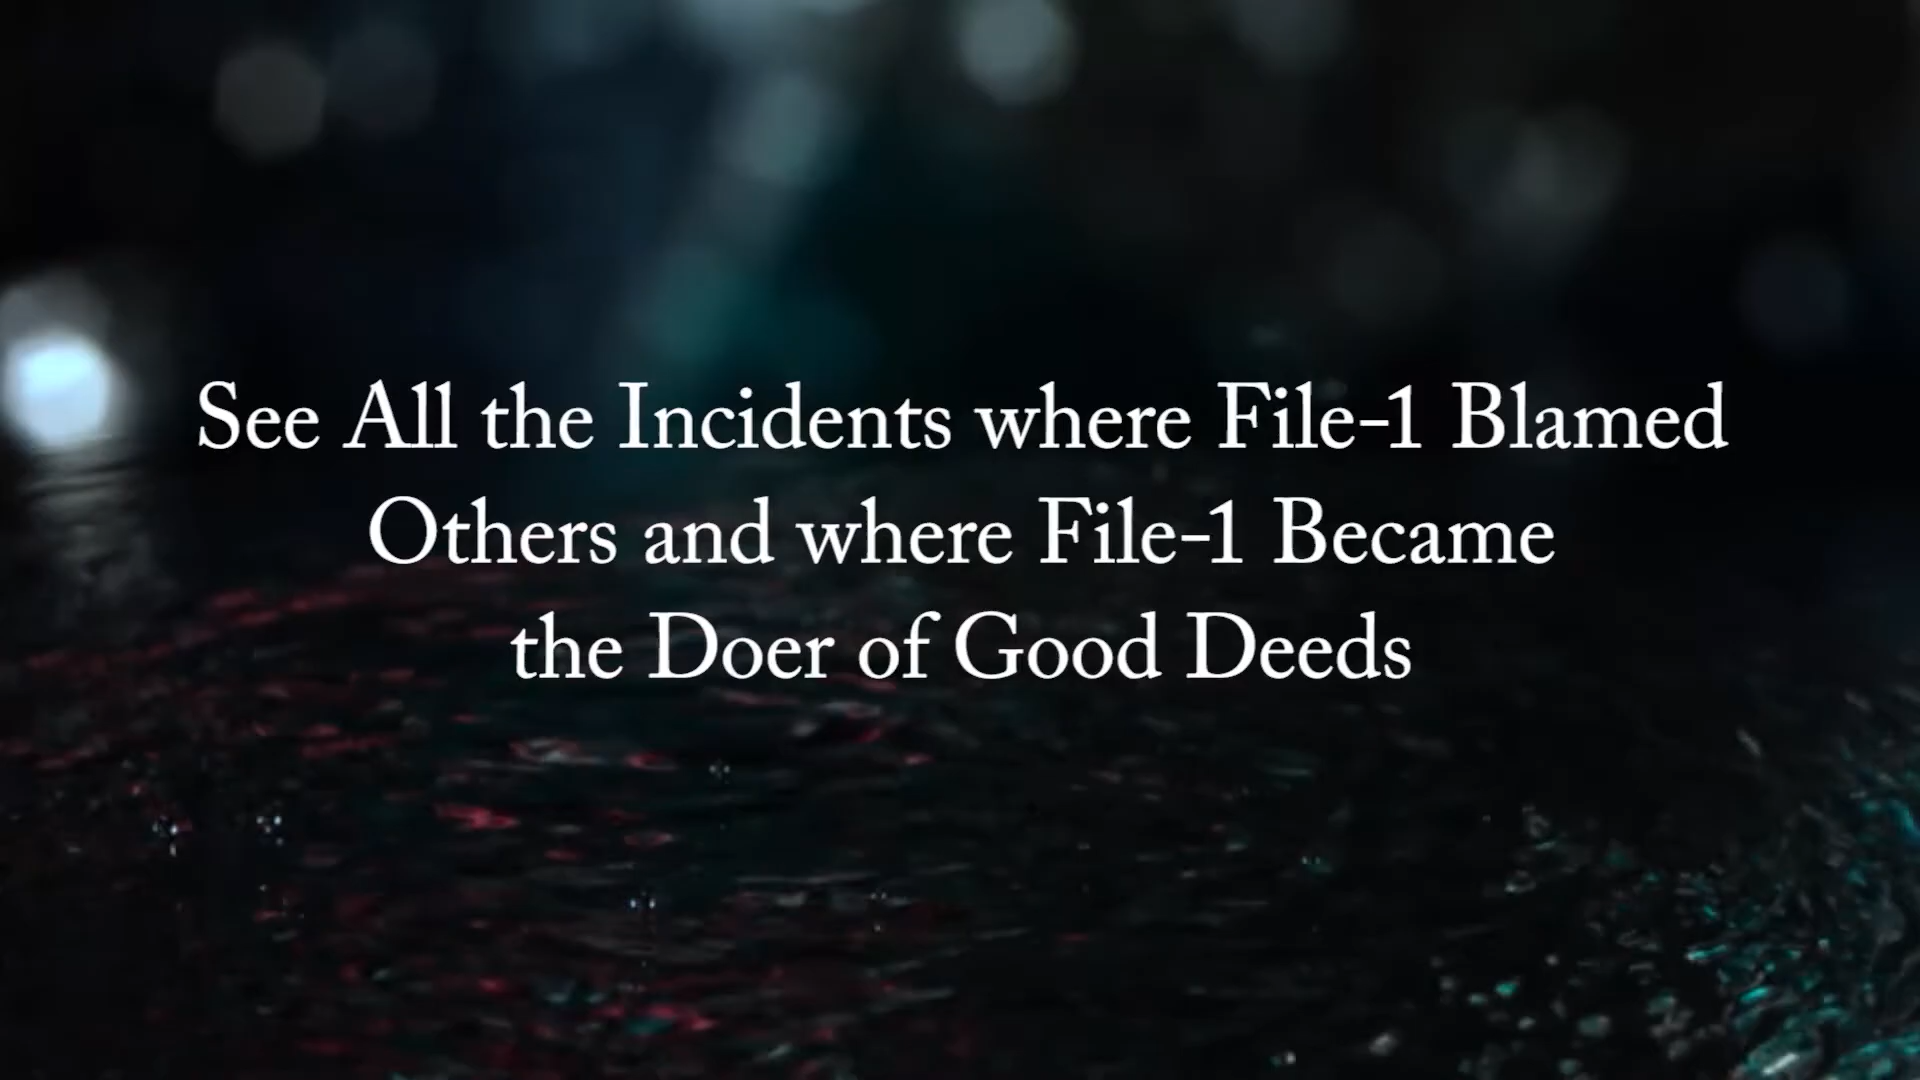 See All the Incidents where File-1 Blamed
Others and where File-1 Became
the Doer of Good Deeds